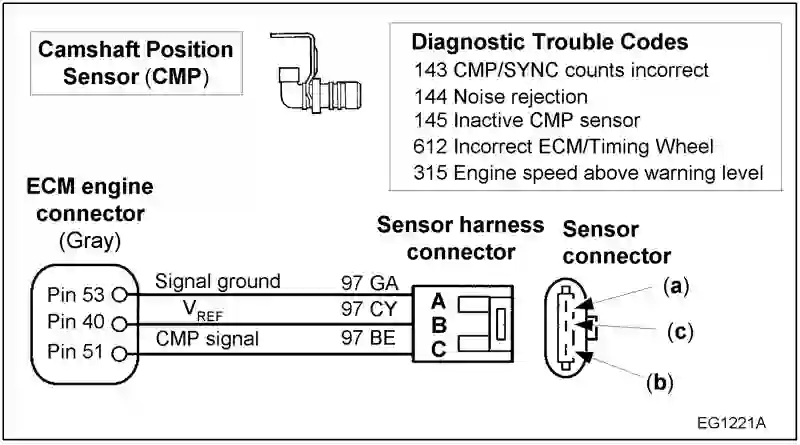 Camshaft Position
Sensor (CMP)
Diagnostic Trouble Codes
143 CMP/SYNC counts incorrect
144 Noise rejection
145 Inactive CMP sensor
612 Incorrect ECM/Timing Wheel
315 Engine speed above warning level
ECM engine
connector
(Gray)
Sensor harness
connector
Sensor
connector
Pin 53
Signal ground
97 GA
A
(a)
Pin 40
VREF
97 CY
B
(c)
Pin 51
CMP signal
97 BE
C
(b)
EG1221A